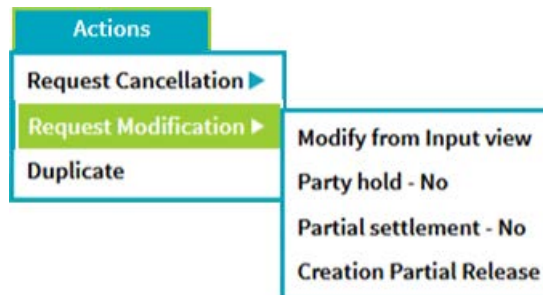 Actions
Request Cancellation ▶
Request Modification ▶
Duplicate
Modify from Input view
Party hold - No
Partial settlement - No
Creation Partial Release